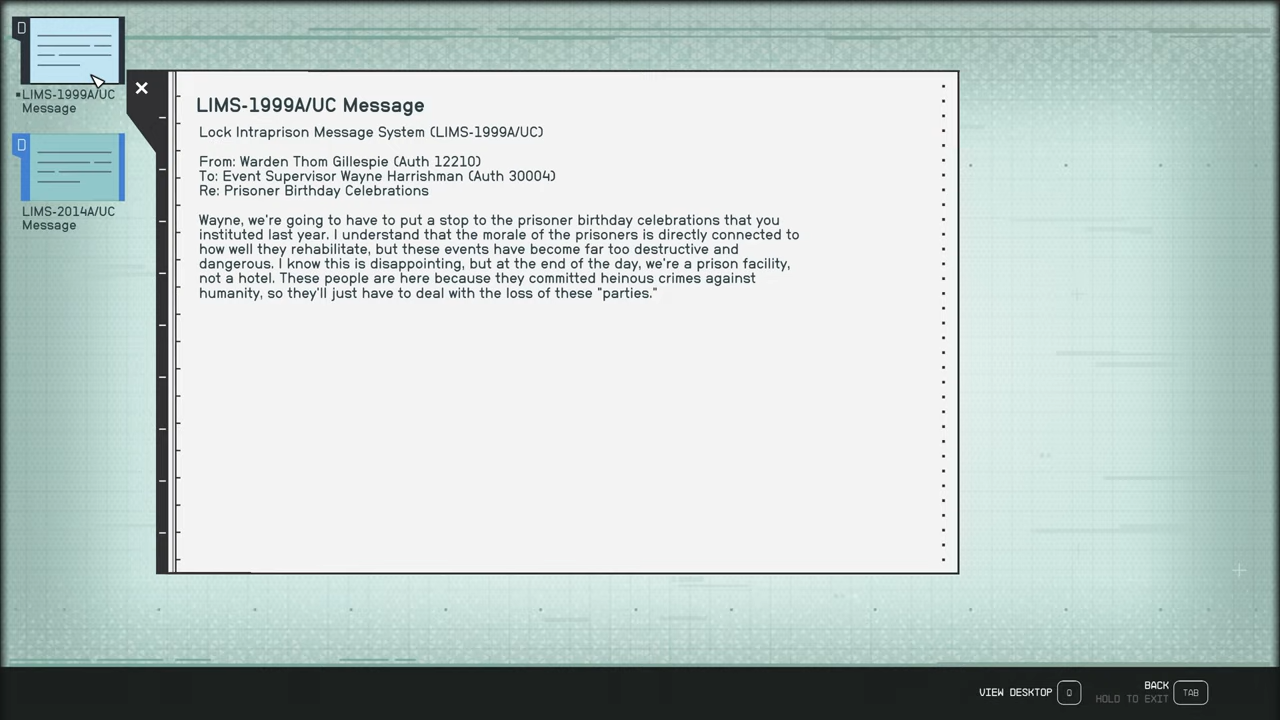 D
LIMS-1999A/UC
Message
D
LIMS-2014A/UC
Message
LIMS-1999A/UC Message
Lock Intraprison Message System (LIMS-1999A/UC)
From: Warden Thom Gillespie (Auth 12210)
To: Event Supervisor Wayne Harrishman (Auth 30004)
Re: Prisoner Birthday Celebrations
Wayne, we're going to have to put a stop to the prisoner birthday celebrations that you
instituted last year. I understand that the morale of the prisoners is directly connected to
how well they rehabilitate, but these events have become far too destructive and
dangerous. I know this is disappointing, but at the end of the day, we're a prison facility,
not a hotel. These people are here because they committed heinous crimes against
humanity, so they'll just have to deal with the loss of these "parties."
VIEW DESKTOP Q
BACK
HOLD TO EXIT TAB